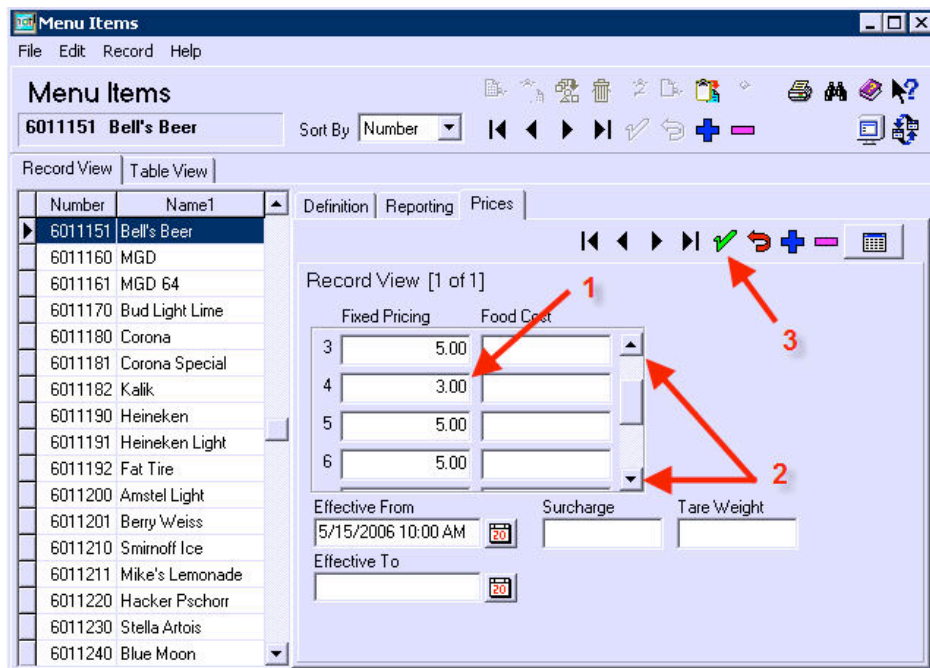 Menu Items
File Edit Record Help
Menu Items
6011151 Bell's Beer
Sort By Number
Record View Table View
Number Name1
6011151 Bell's Beer
6011160 MGD
6011161 MGD 64
6011170 Bud Light Lime
6011180 Corona
6011181 Corona Special
6011182 Kalik
6011190 Heineken
6011191 Heineken Light
6011192 Fat Tire
6011200 Amstel Light
6011201 Berry Weiss
6011210 Smirnoff Ice
6011211 Mike's Lemonade
6011220 Hacker Pschorr
6011230 Stella Artois
6011240 Blue Moon
Definition Reporting Prices
3
Record View [1 of 1]
1
Fixed Pricing Food Cost
3 5.00
4 3.00
5 5.00
6 5.00
2
Effective From Surcharge Tare Weight
5/15/2006 10:00 AM 20
Effective To
20